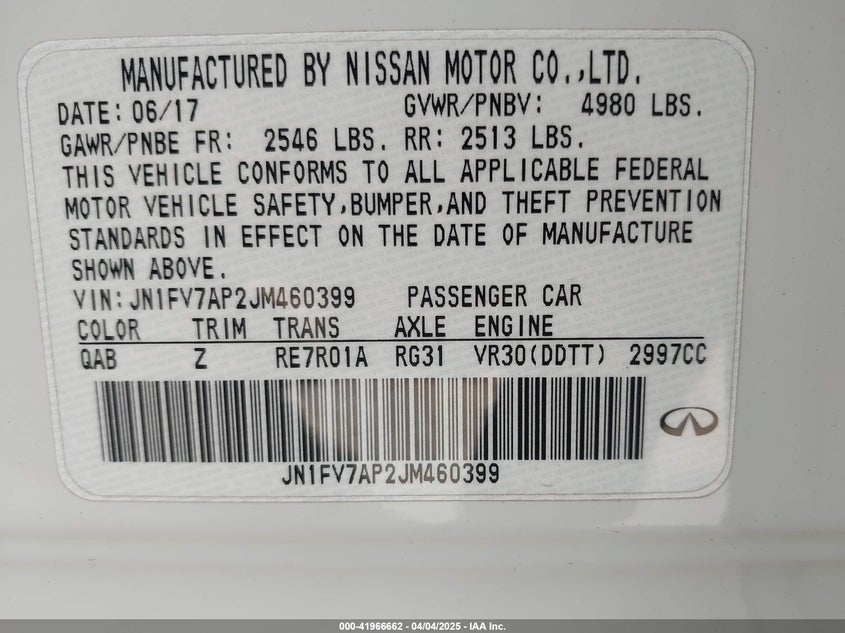 MANUFACTURED BY NISSAN MOTOR CO.,LTD.
DATE: 06/17 GVWR/PNBV: 4980 LBS.
GAWR/PNBE FR: 2546 LBS. RR: 2513 LBS.
THIS VEHICLE CONFORMS TO ALL APPLICABLE FEDERAL
MOTOR VEHICLE SAFETY,BUMPER,AND THEFT PREVENTION
STANDARDS IN EFFECT ON THE DATE OF MANUFACTURE
SHOWN ABOVE.
VIN:JN1FV7AP2JM460399 PASSENGER CAR
COLOR TRIM TRANS AXLE ENGINE
QAB Z RE7R01A RG31 VR30(DDTT) 2997CC
JN1FV7AP2JM460399
000-41966662 - 04/04/2025 - IAA Inc.